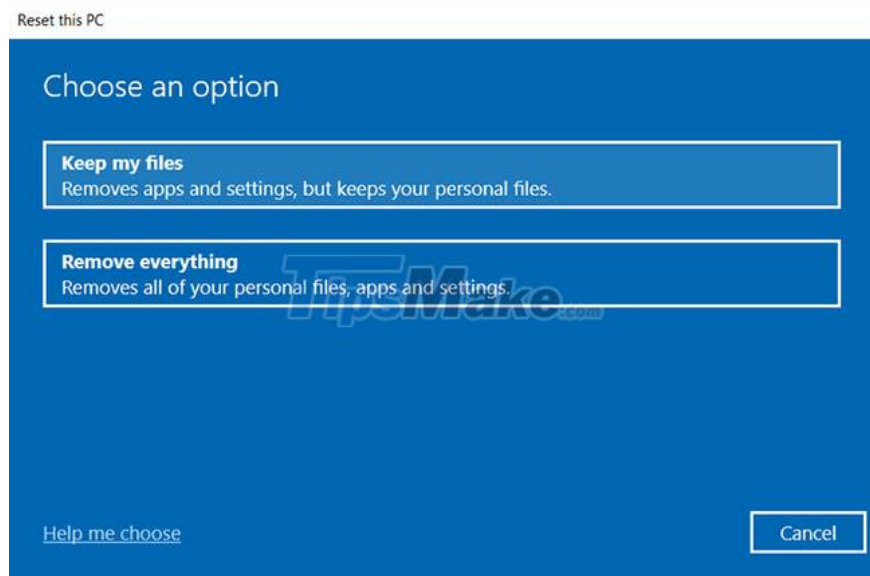 Reset this PC
Choose an option
Keep my files
Removes apps and settings, but keeps your personal files.
Remove everything
Removes all of your personal files, apps and settings.
TipsMake.com
Help me choose
Cancel